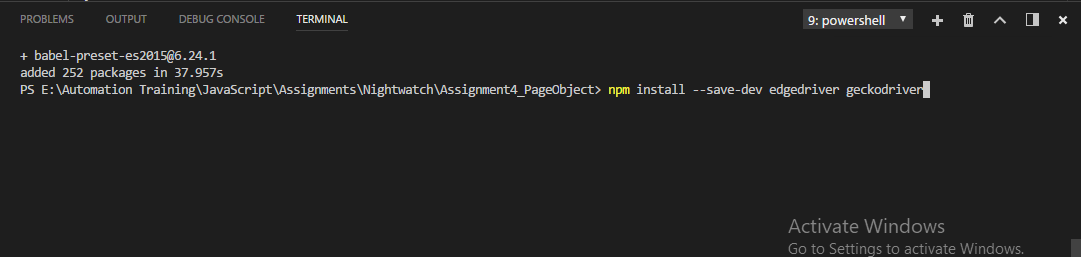 PROBLEMS OUTPUT DEBUG CONSOLE TERMINAL 9: powershell
+ babel-preset-es2015@6.24.1
added 252 packages in 37.957s
PS E:\Automation Training\JavaScript\Assignments\Nightwatch\Assignment4_PageObject> npm install --save-dev edgedriver geckodriver
Activate Windows
Go to Settings to activate Windows.